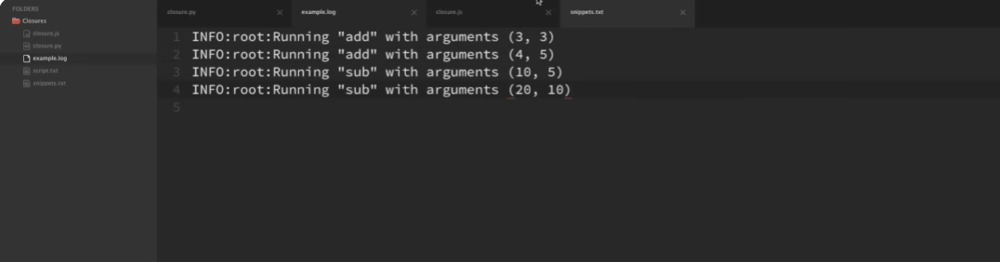 FOLDERS
Closures
closure.js
closure.py
example.log
script.txt
snippets.txt
closure.py
example.log
closure.js
snippets.txt
1 INFO:root:Running "add" with arguments (3, 3)
2 INFO:root:Running "add" with arguments (4, 5)
3 INFO:root:Running "sub" with arguments (10, 5)
4 INFO:root:Running "sub" with arguments (20, 10)
5